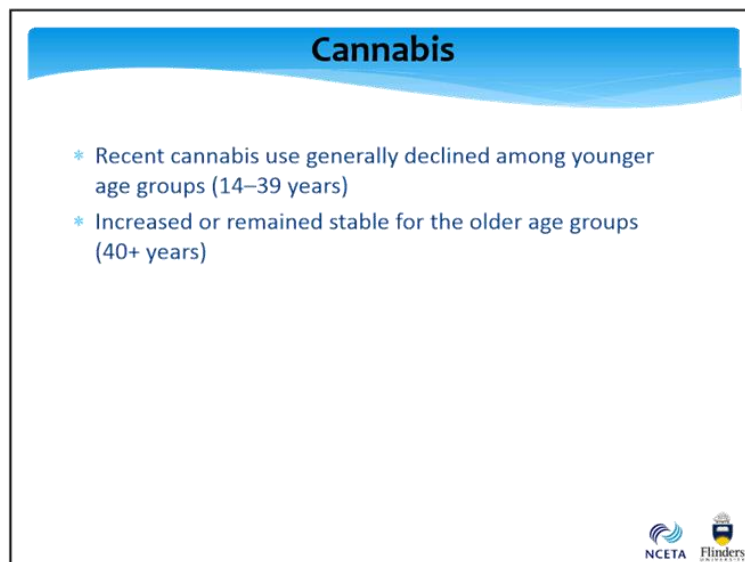 Cannabis
* Recent cannabis use generally declined among younger
age groups (14–39 years)
* Increased or remained stable for the older age groups
(40+ years)
NCETA
Flinders
UNIVERSITY